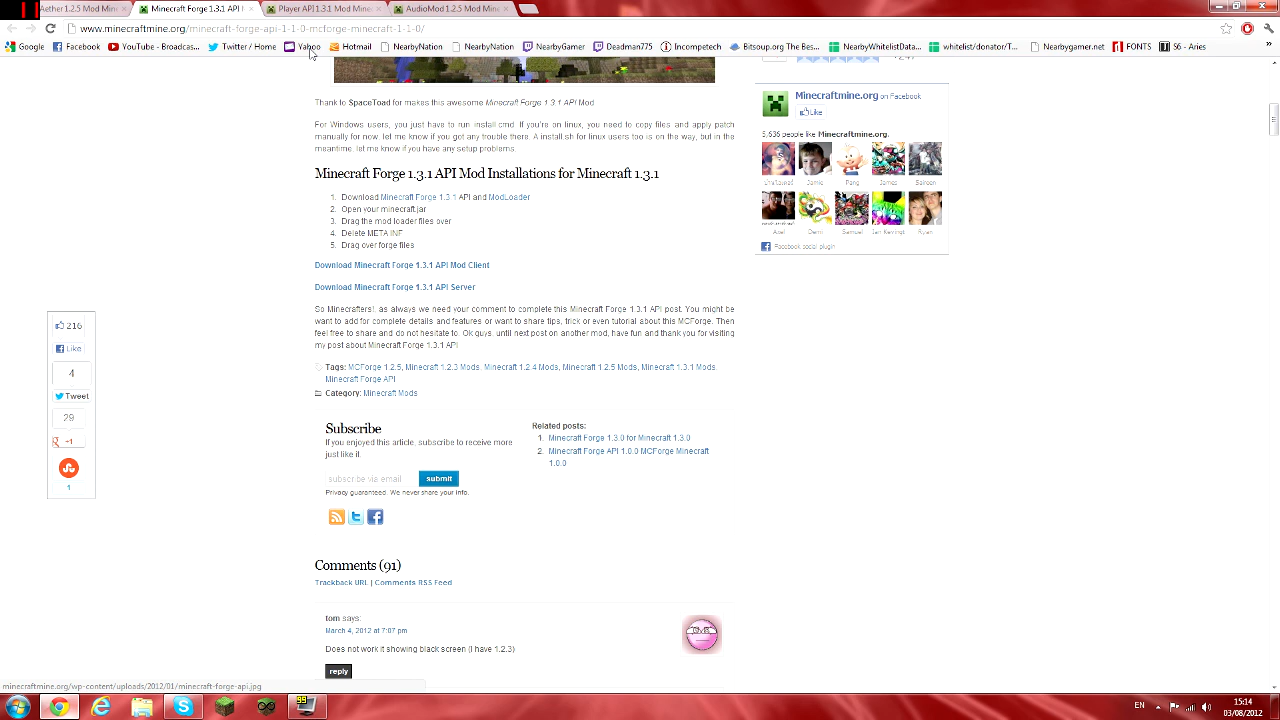 Aether 1.2.5 Mod Minec
Minecraft Forge 1.3.1 API
Player API 1.3.1 Mod Minec
AudioMod 1.2.5 Mod Minec
www.minecraftmine.org/minecraft-forge-api-1-1-0-mcforge-minecraft-1-1-0/
Google
Facebook
YouTube - Broadcas...
Twitter / Home
Yahoo
Hotmail
NearbyNation
NearbyNation
NearbyGamer
Deadman775
Incompetech
Bitsoup.org The Bes...
NearbyWhitelistData...
whitelist/donator/T...
Nearbygamer.net
FONTS
S6 - Aries
Thank to SpaceToad for makes this awesome Minecraft Forge 1.3.1 API Mod
For Windows users, you just have to run install.cmd. If you're on linux, you need to copy files and apply patch
manually for now, let me know if you got any trouble there. A install.sh for linux users too is on the way, but in the
meantime, let me know if you have any setup problems.
Minecraft Forge 1.3.1 API Mod Installations for Minecraft 1.3.1
1. Download Minecraft Forge 1.3.1 API and ModLoader
2. Open your minecraft.jar
3. Drag the mod loader files over
4. Delete META INF
5. Drag over forge files
Download Minecraft Forge 1.3.1 API Mod Client
Download Minecraft Forge 1.3.1 API Server
So Minecrafters!, as always we need your comment to complete this Minecraft Forge 1.3.1 API post. You might be
want to add for complete details and features or want to share tips, trick or even tutorial about this MCForge. Then
feel free to share and do not hesitate to. Ok guys, until next post on another mod, have fun and thank you for visiting
my post about Minecraft Forge 1.3.1 API
Tags: MCForge 1.2.5, Minecraft 1.2.3 Mods, Minecraft 1.2.4 Mods, Minecraft 1.2.5 Mods, Minecraft 1.3.1 Mods,
Minecraft Forge API
Category: Minecraft Mods
Subscribe
If you enjoyed this article, subscribe to receive more
just like it.
subscribe via email
submit
Privacy guaranteed. We never share your info.
Related posts:
1. Minecraft Forge 1.3.0 for Minecraft 1.3.0
2. Minecraft Forge API 1.0.0 MCForge Minecraft
1.0.0
Comments (91)
Trackback URL | Comments RSS Feed
tom says:
March 4, 2012 at 7:07 pm
Does not work it showing black screen (I have 1.2.3)
reply
216
Like
4
Tweet
29
+1
1
Minecraftmine.org on Facebook
Like
5,636 people like Minecraftmine.org.
Jamie
Pang
James
Saircon
Axel
Demi
Samuel
Ian Kerringt
Ryan
Facebook social plugin
minecraftmine.org/wp-content/uploads/2012/01/minecraft-forge-api.jpg
99
EN
15:14
03/08/2012